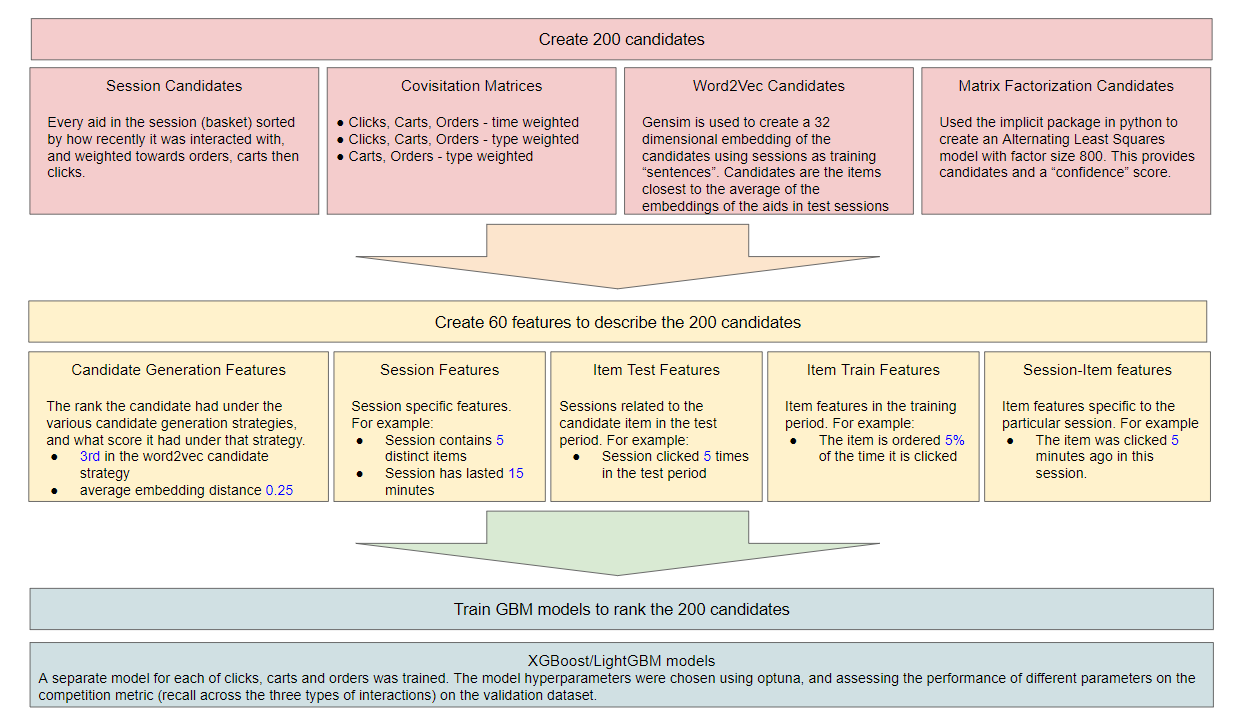 Create 200 candidates
Session Candidates
Every aid in the session (basket) sorted
by how recently it was interacted with,
and weighted towards orders, carts then
clicks.
Covisitation Matrices
● Clicks, Carts, Orders - time weighted
● Clicks, Carts, Orders - type weighted
● Carts, Orders - type weighted
Word2Vec Candidates
Gensim is used to create a 32
dimensional embedding of the
candidates using sessions as training
“sentences”. Candidates are the items
closest to the average of the
embeddings of the aids in test sessions
Matrix Factorization Candidates
Used the implicit package in python to
create an Alternating Least Squares
model with factor size 800. This provides
candidates and a “confidence” score.
Create 60 features to describe the 200 candidates
Candidate Generation Features
The rank the candidate had under the
various candidate generation strategies,
and what score it had under that strategy.
● 3rd in the word2vec candidate
strategy
● average embedding distance 0.25
Session Features
Session specific features.
For example:
● Session contains 5
distinct items
● Session has lasted 15
minutes
Item Test Features
Sessions related to the
candidate item in the test
period. For example:
● Session clicked 5 times
in the test period
Item Train Features
Item features in the training
period. For example:
● The item is ordered 5%
of the time it is clicked
Session-Item features
Item features specific to the
particular session. For example
● The item was clicked 5
minutes ago in this
session.
Train GBM models to rank the 200 candidates
XGBoost/LightGBM models
A separate model for each of clicks, carts and orders was trained. The model hyperparameters were chosen using optuna, and assessing the performance of different parameters on the
competition metric (recall across the three types of interactions) on the validation dataset.